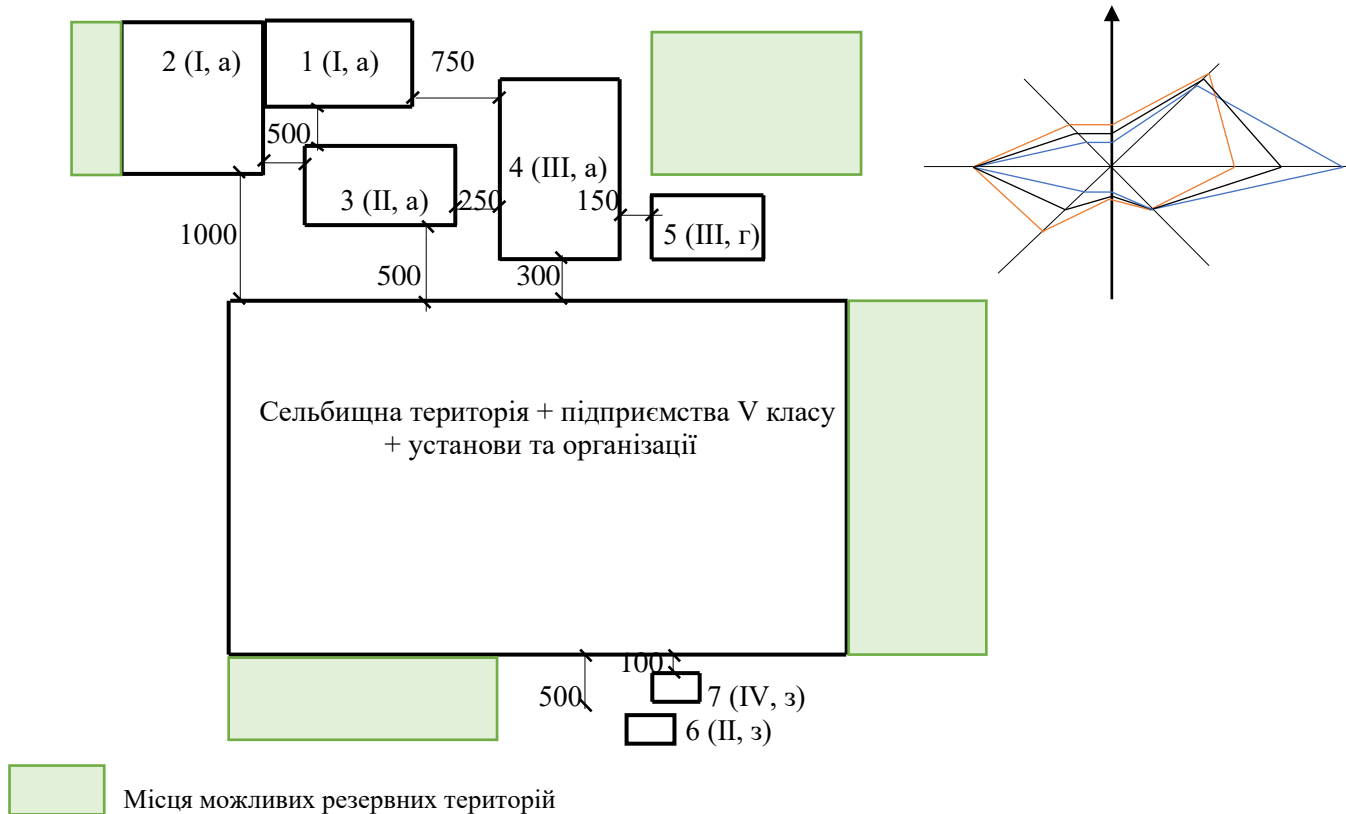 2 (I, а)
1 (I, а)
750
500
4 (III, а)
3 (II, а)
250
150
5 (III, г)
1000
500
300
Сельбищна територія + підприємства V класу
+ установи та організації
100
500
7 (IV, з)
6 (II, з)
Місця можливих резервних територій